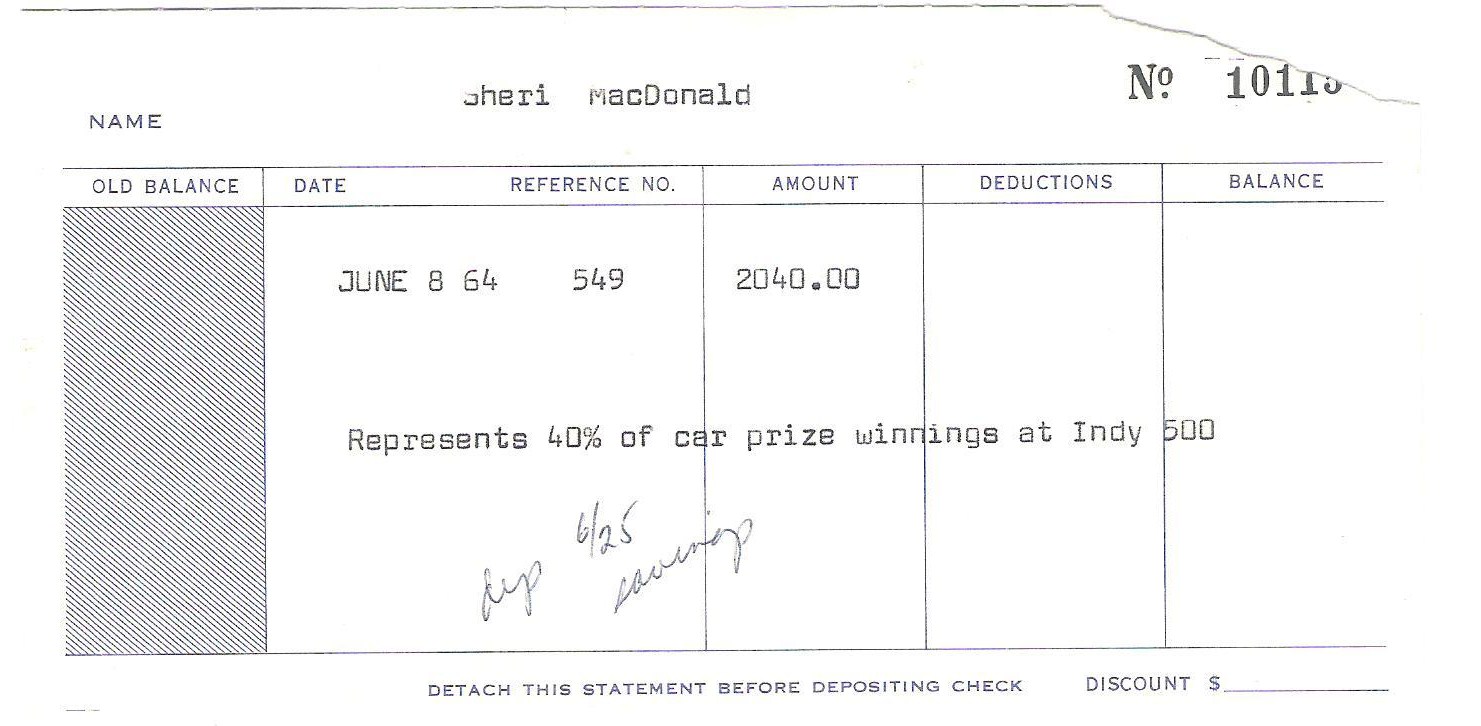 Sheri MacDonald
Nº 10115
NAME
OLD BALANCE DATE REFERENCE NO. AMOUNT DEDUCTIONS BALANCE
JUNE 8 64 549 2040.00
Represents 40% of car prize winnings at Indy 500
6/25
dep savings
DETACH THIS STATEMENT BEFORE DEPOSITING CHECK DISCOUNT $